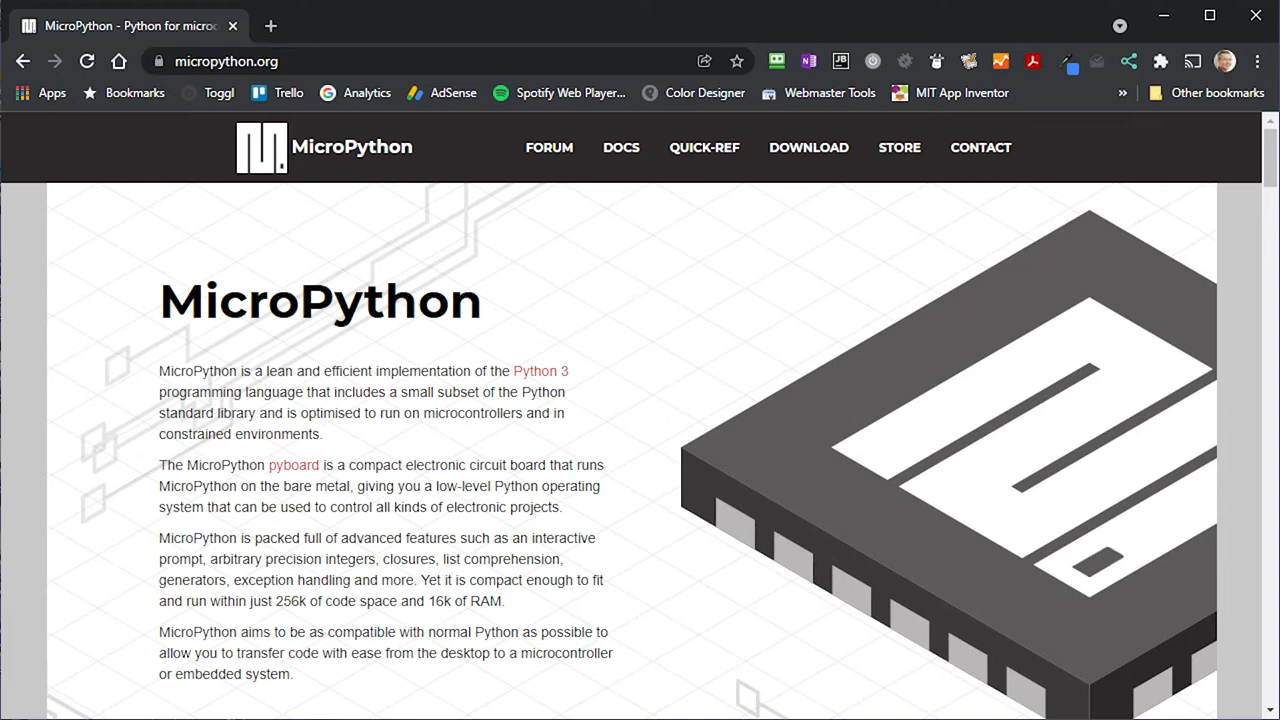 MicroPython - Python for microc
micropython.org
Apps
Bookmarks
Toggl
Trello
Analytics
AdSense
Spotify Web Player...
Color Designer
Webmaster Tools
MIT App Inventor
»
Other bookmarks
MicroPython
FORUM
DOCS
QUICK-REF
DOWNLOAD
STORE
CONTACT
MicroPython
MicroPython is a lean and efficient implementation of the Python 3
programming language that includes a small subset of the Python
standard library and is optimised to run on microcontrollers and in
constrained environments.
The MicroPython pyboard is a compact electronic circuit board that runs
MicroPython on the bare metal, giving you a low-level Python operating
system that can be used to control all kinds of electronic projects.
MicroPython is packed full of advanced features such as an interactive
prompt, arbitrary precision integers, closures, list comprehension,
generators, exception handling and more. Yet it is compact enough to fit
and run within just 256k of code space and 16k of RAM.
MicroPython aims to be as compatible with normal Python as possible to
allow you to transfer code with ease from the desktop to a microcontroller
or embedded system.